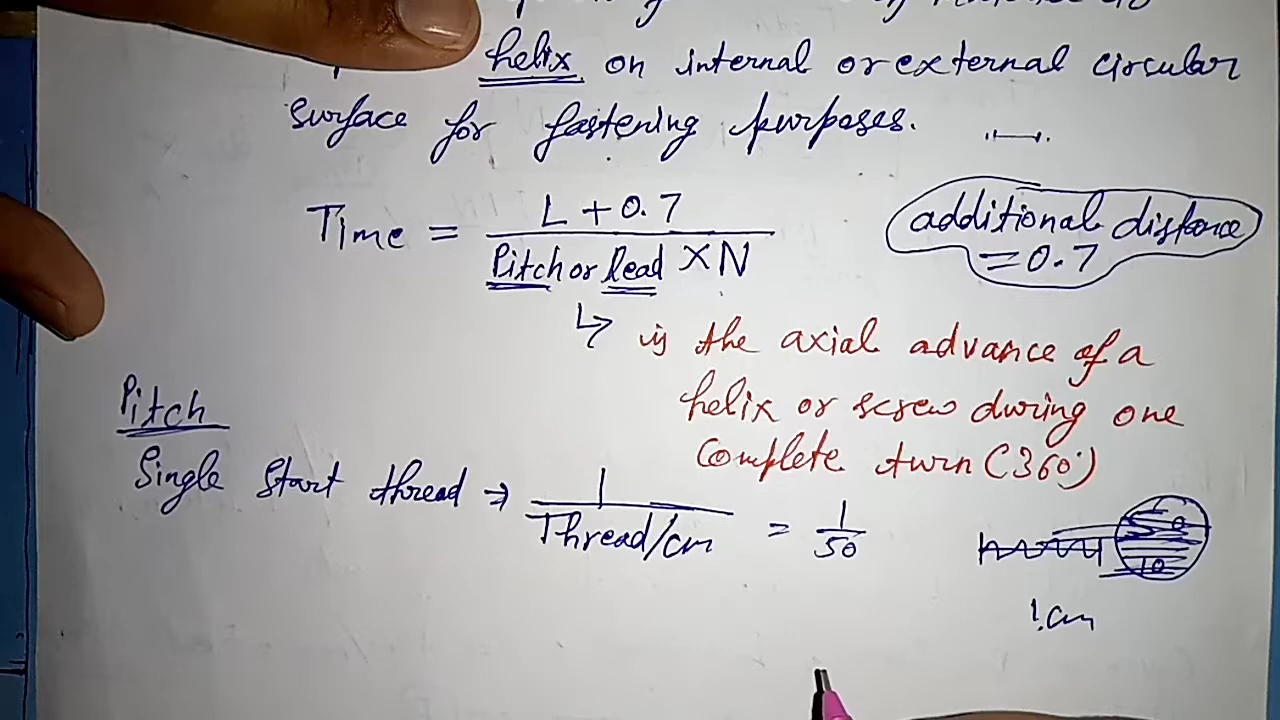 helix on internal or external circular
surface for fastening purposes.
Time = L + 0.7 / Pitch or lead × N
additional distance
= 0.7
↳ is the axial advance of a
helix or screw during one
Complete turn (360°)
Pitch
Single Start thread → 1 / Thread/cm = 1/50
1cm